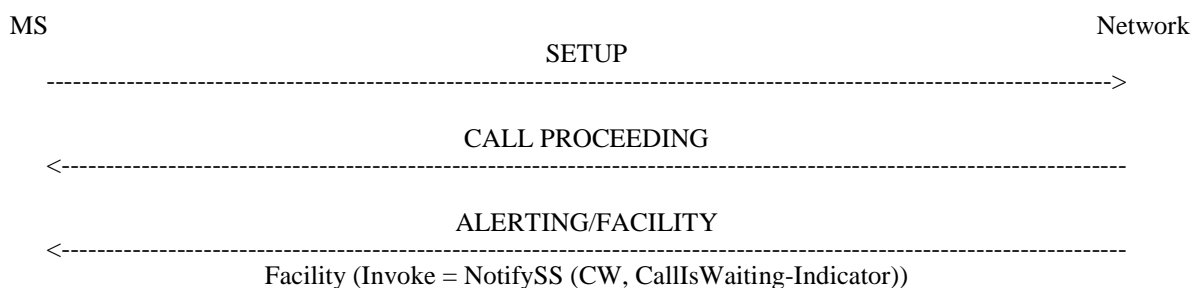 MS Network
SETUP
------------------------------------------------------------------------------------------------------------------------>
CALL PROCEEDING
<------------------------------------------------------------------------------------------------------------------------
ALERTING/FACILITY
<------------------------------------------------------------------------------------------------------------------------
Facility (Invoke = NotifySS (CW, CallIsWaiting-Indicator))